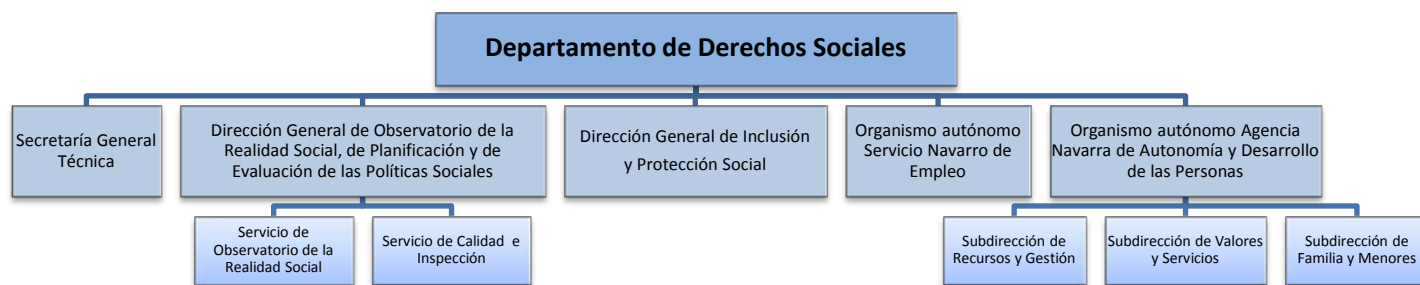 Departamento de Derechos Sociales
Secretaría General
Técnica
Dirección General de Observatorio de la
Realidad Social, de Planificación y de
Evaluación de las Políticas Sociales
Dirección General de Inclusión
y Protección Social
Organismo autónomo
Servicio Navarro de
Empleo
Organismo autónomo Agencia
Navarra de Autonomía y Desarrollo
de las Personas
Servicio de
Observatorio de la
Realidad Social
Servicio de Calidad e
Inspección
Subdirección de
Recursos y Gestión
Subdirección de Valores
y Servicios
Subdirección de
Familia y Menores